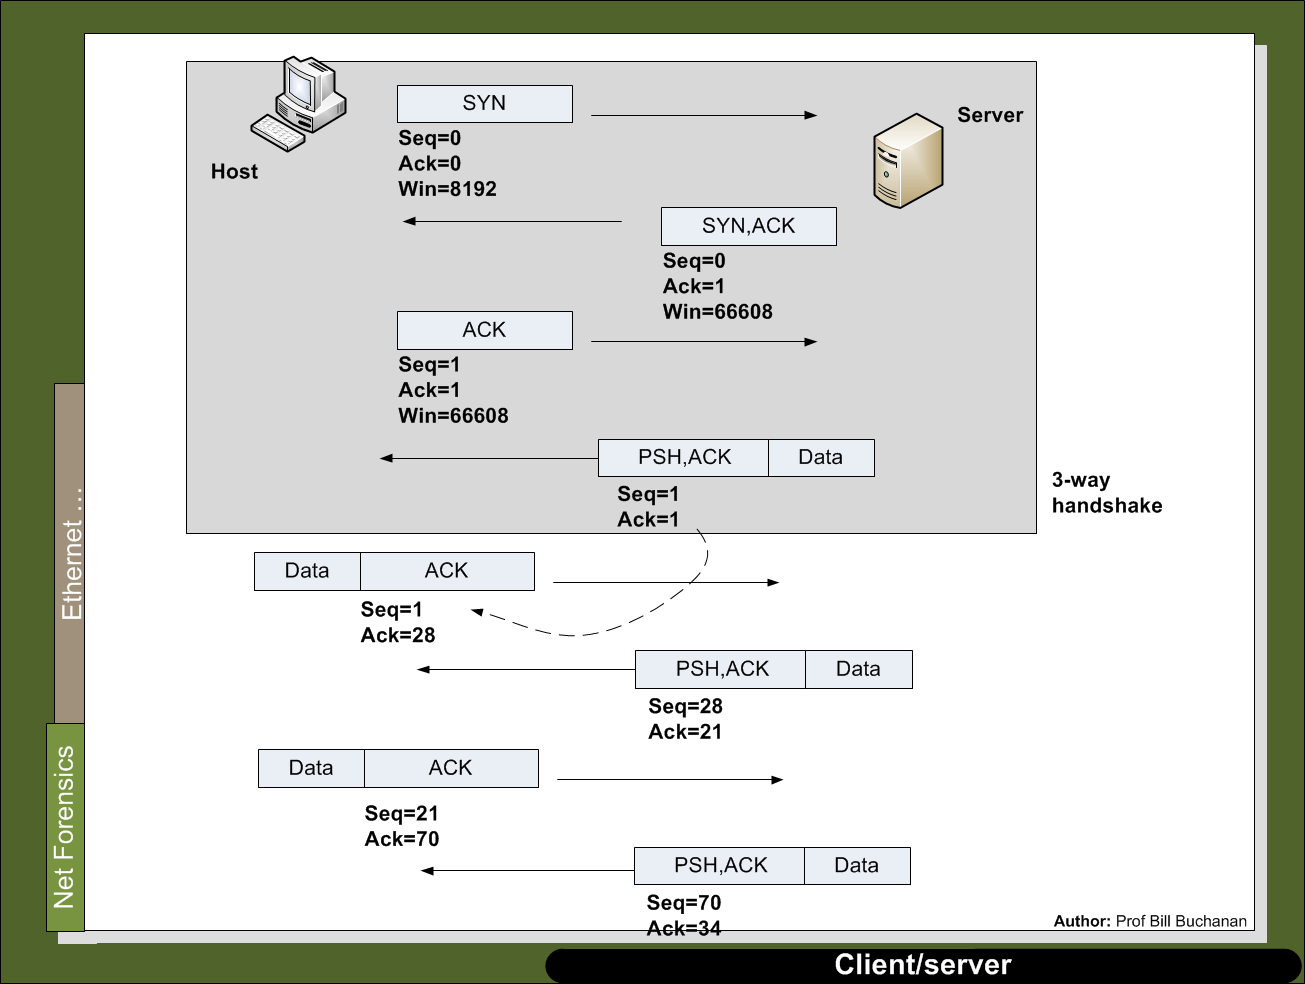 SYN
Server
Seq=0
Ack=0
Win=8192
Host
SYN,ACK
Seq=0
Ack=1
Win=66608
ACK
Seq=1
Ack=1
Win=66608
PSH,ACK Data
Seq=1
Ack=1
3-way
handshake
Data ACK
Seq=1
Ack=28
PSH,ACK Data
Seq=28
Ack=21
Data ACK
Seq=21
Ack=70
PSH,ACK Data
Seq=70
Ack=34
Ethernet ...
Net Forensics
Author: Prof Bill Buchanan
Client/server